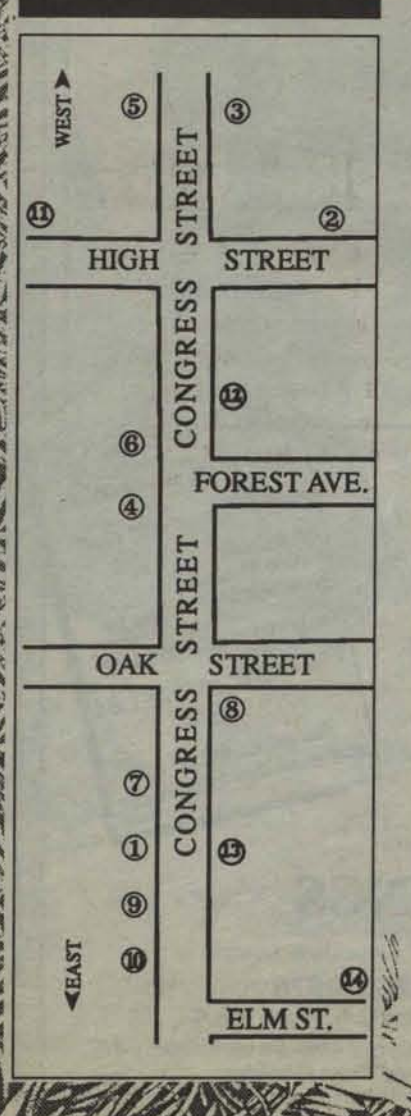 WEST
⑤
③
⑪
②
HIGH STREET
CONGRESS STREET
⑫
⑥
FOREST AVE.
④
OAK STREET
CONGRESS STREET
⑧
⑦
①
⑬
⑨
⑩
EAST
⑭
ELM ST.